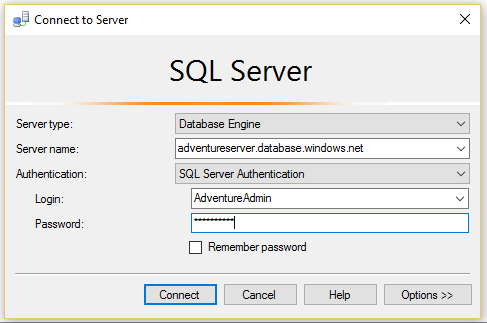 Connect to Server
SQL Server
Server type: Database Engine
Server name: adventureserver.database.windows.net
Authentication: SQL Server Authentication
Login: AdventureAdmin
Password: **********
Remember password
Connect Cancel Help Options >>